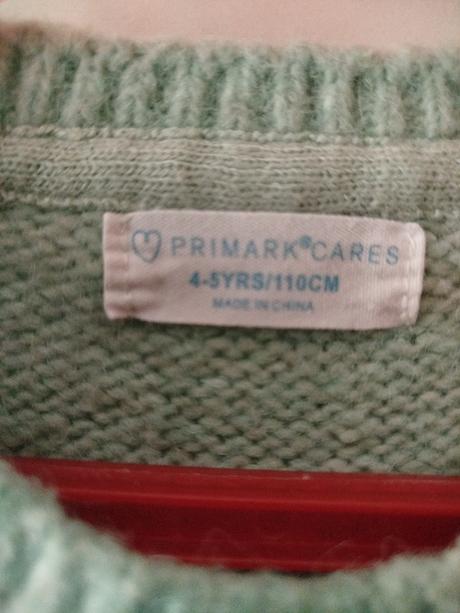 PRIMARK® CARES
4-5YRS/110CM
MADE IN CHINA